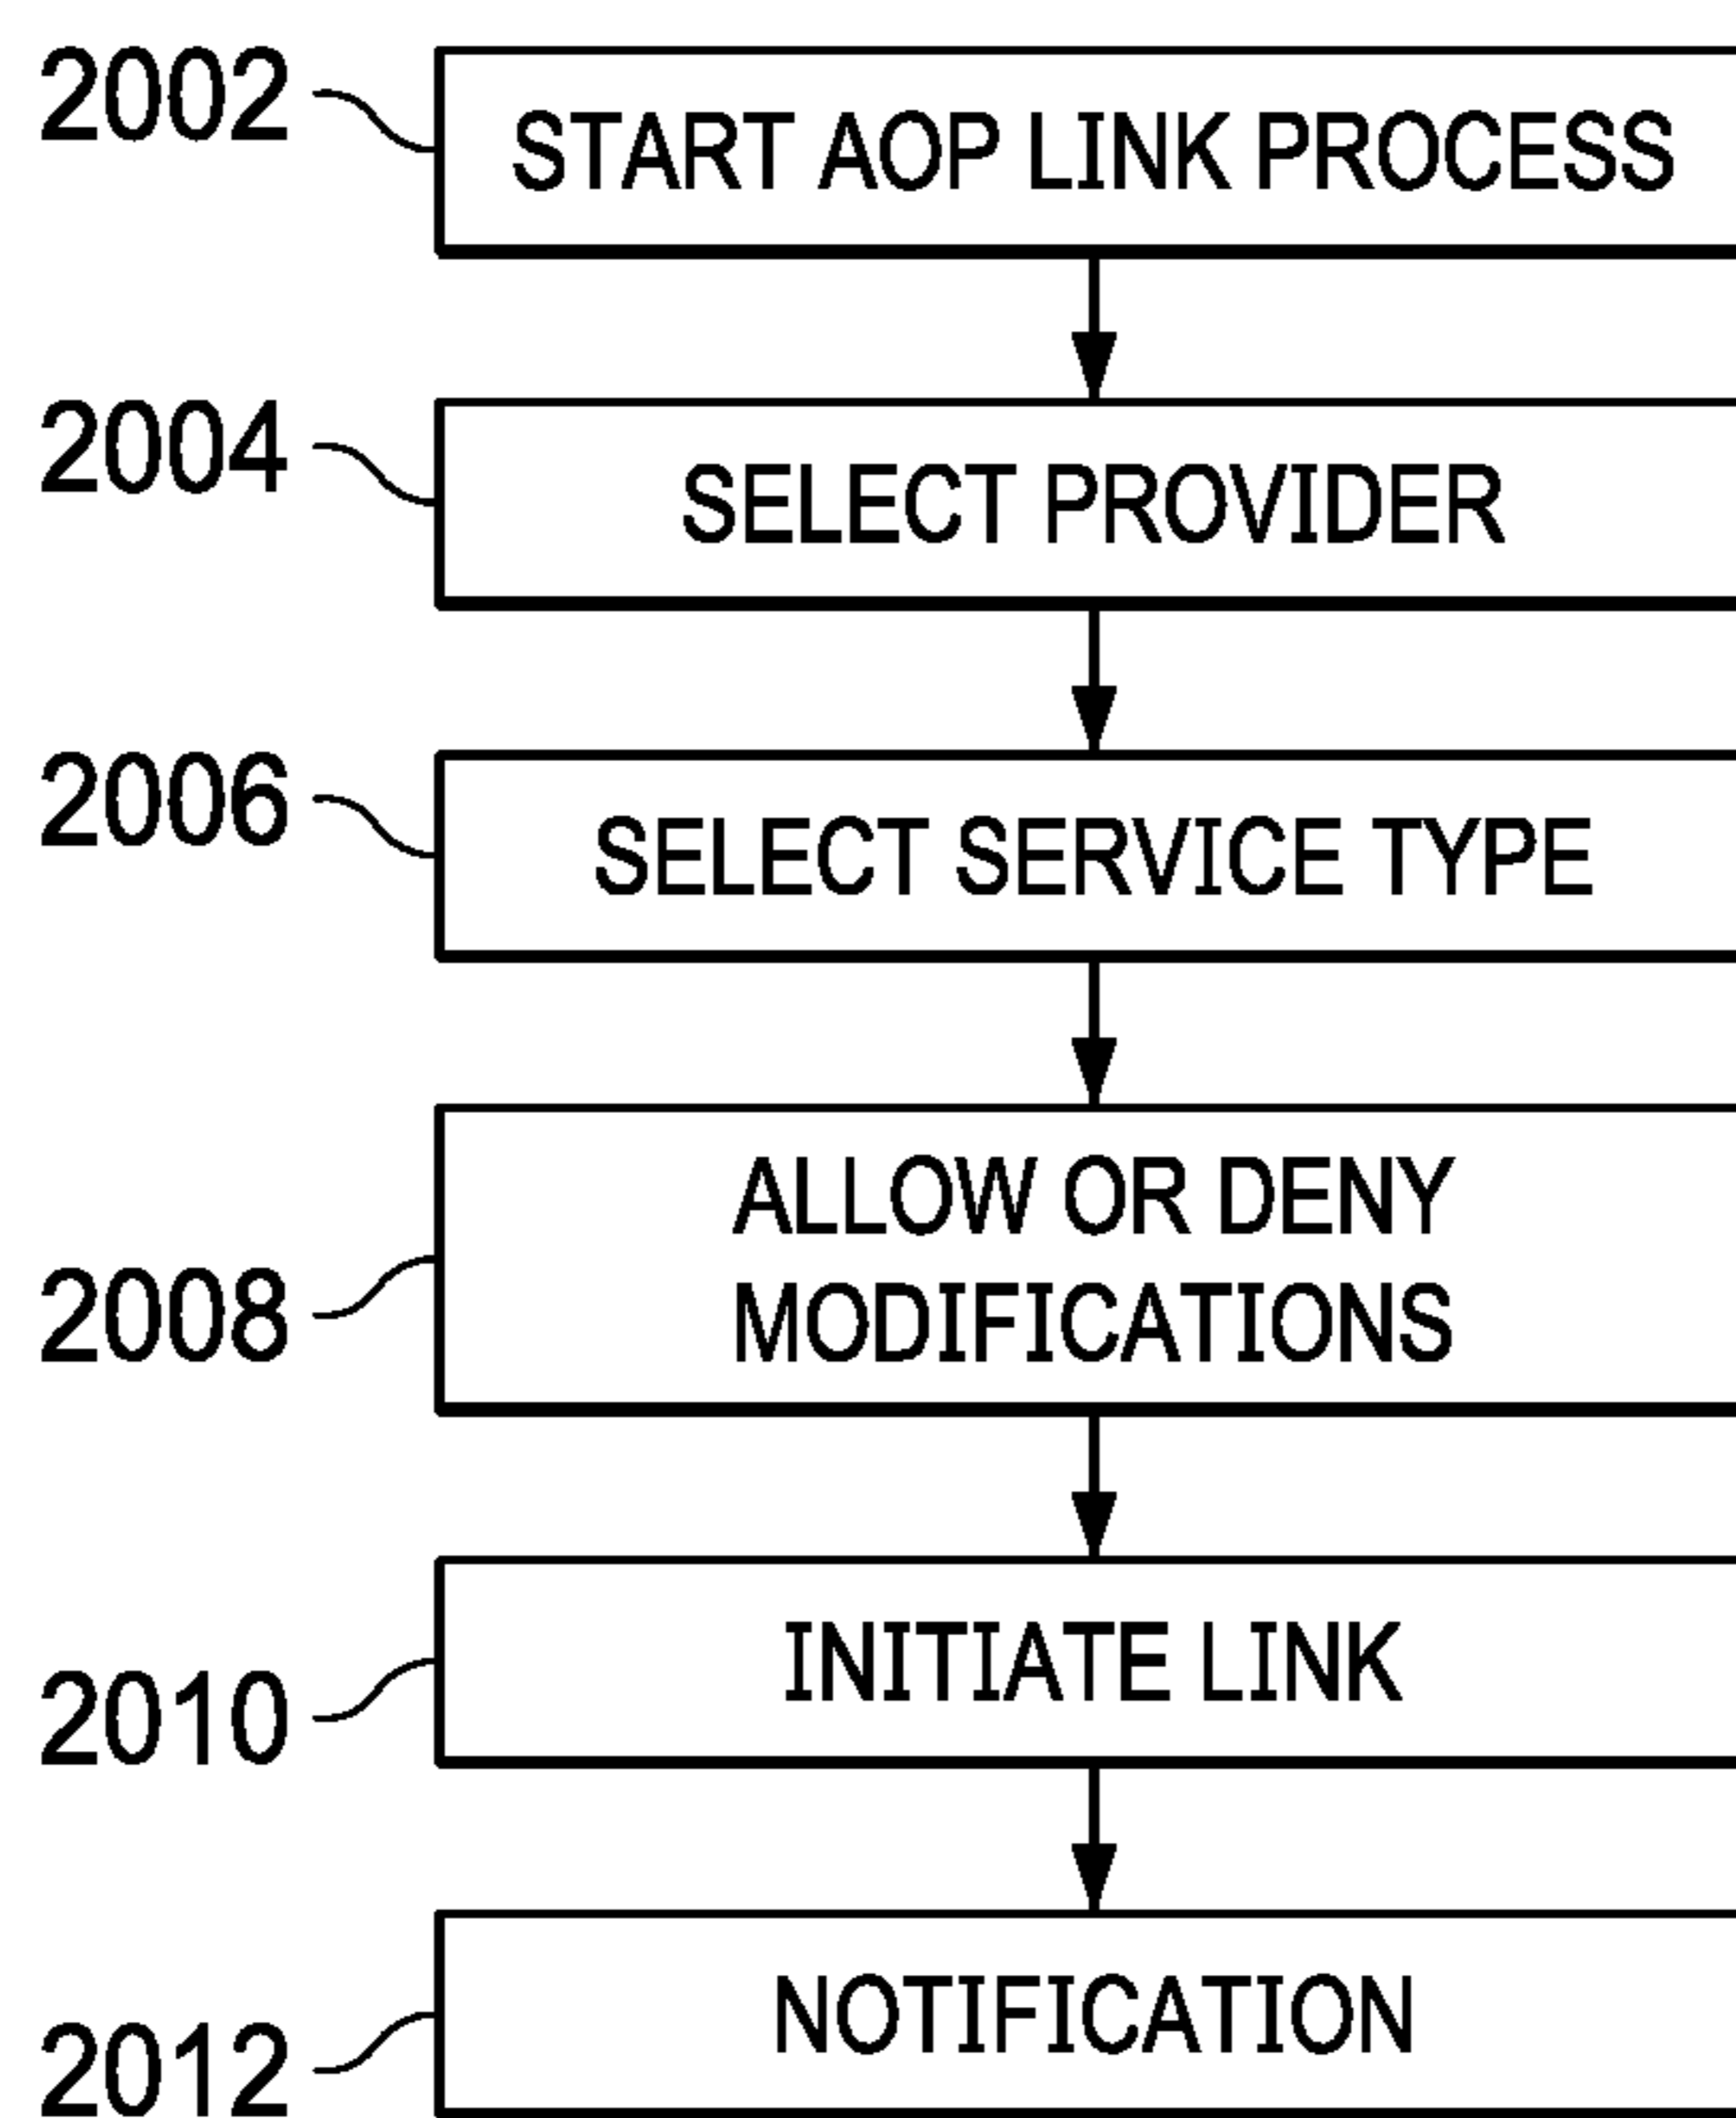 2002 START AOP LINK PROCESS
2004 SELECT PROVIDER
2006 SELECT SERVICE TYPE
ALLOW OR DENY
2008 MODIFICATIONS
2010 INITIATE LINK
2012 NOTIFICATION